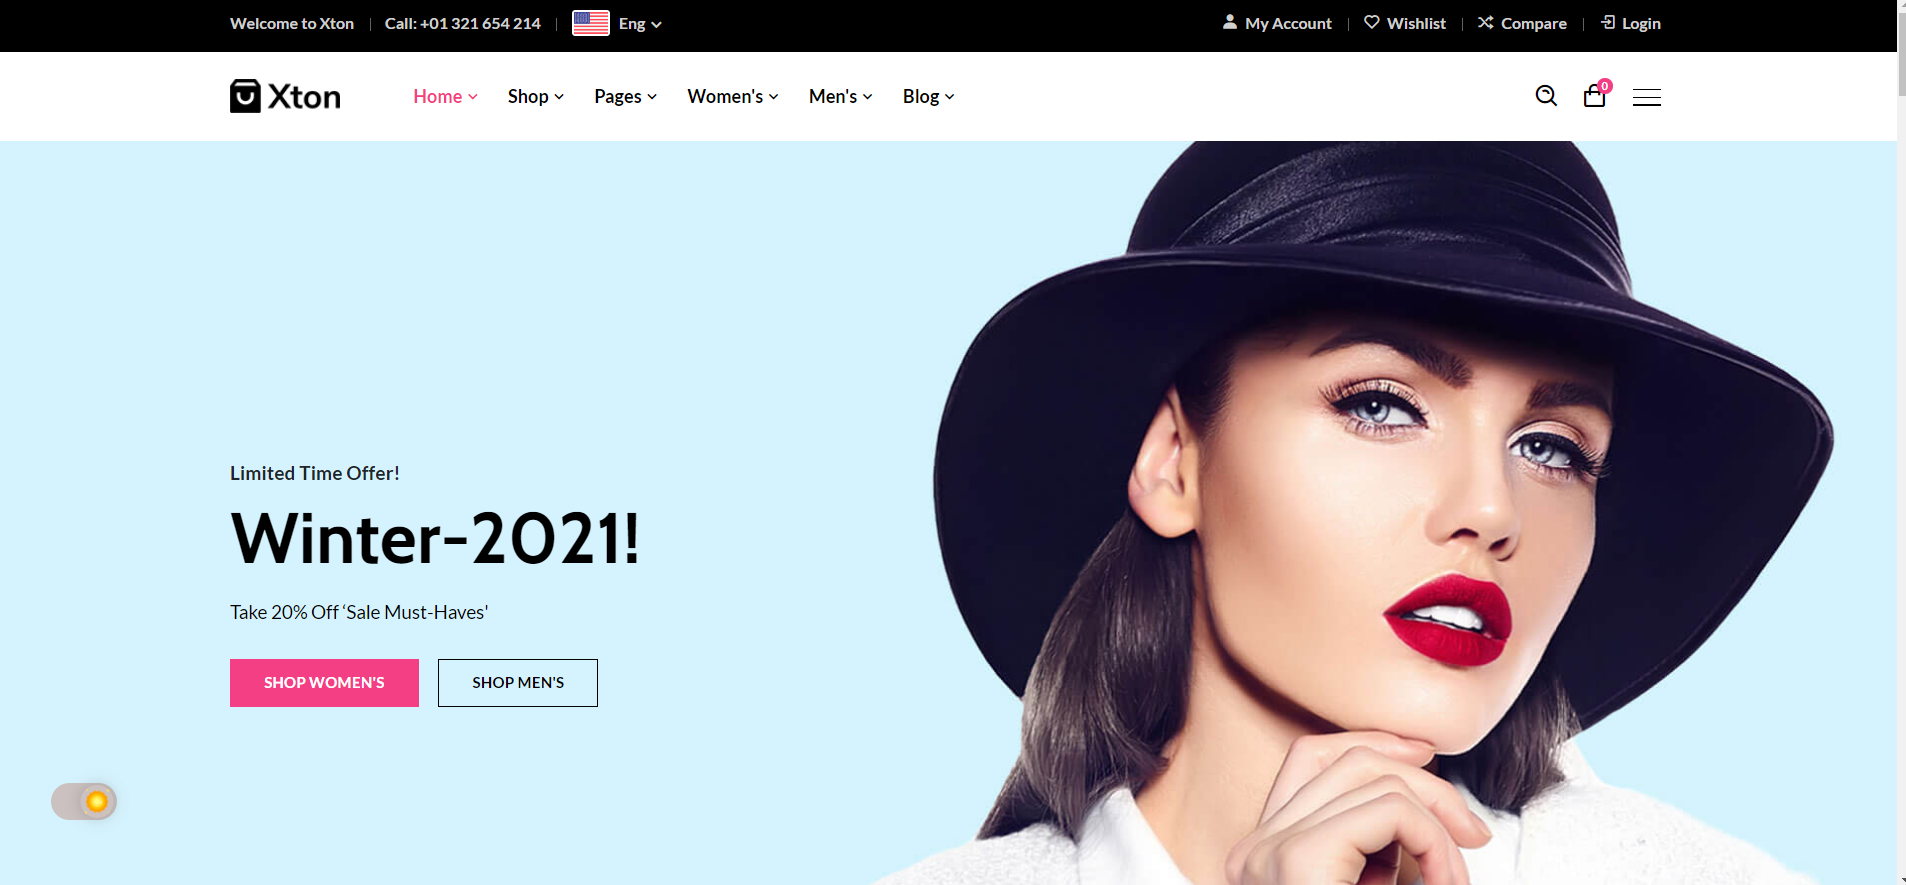 Welcome to Xton
Call: +01 321 654 214
Eng
My Account
Wishlist
Compare
Login
Xton
Home
Shop
Pages
Women's
Men's
Blog
0
Limited Time Offer!
Winter-2021!
Take 20% Off ‘Sale Must-Haves'
SHOP WOMEN'S
SHOP MEN'S